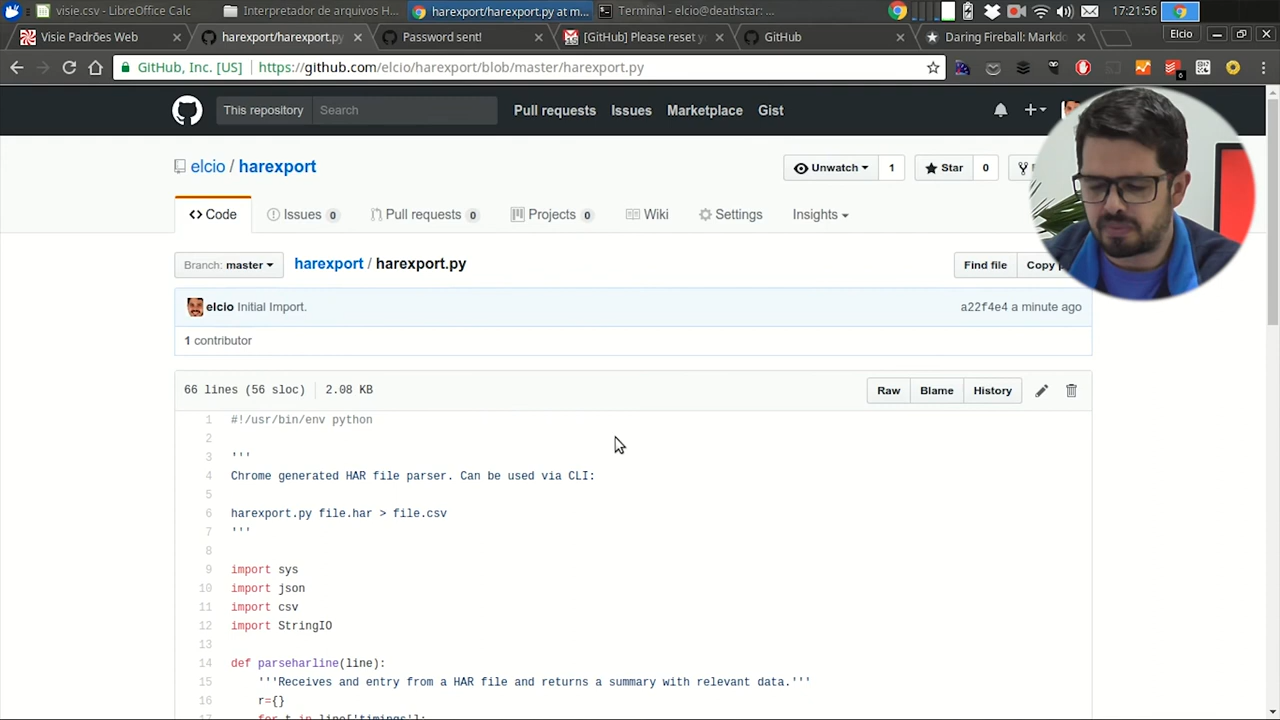 visie.csv - LibreOffice Calc
Interpretador de arquivos H...
harexport/harexport.py at m...
Terminal - elcio@deathstar: ...
17:21:56
Visie Padrões Web
harexport/harexport.py
Password sent!
[GitHub] Please reset y
GitHub
Daring Fireball: Markdo
Elcio
GitHub, Inc. [US]
https://github.com/elcio/harexport/blob/master/harexport.py
6
This repository
Search
Pull requests
Issues
Marketplace
Gist
elcio / harexport
Unwatch
1
Star
0
Code
Issues 0
Pull requests 0
Projects 0
Wiki
Settings
Insights
Branch: master
harexport / harexport.py
Find file
Copy
elcio Initial Import.
a22f4e4 a minute ago
1 contributor
66 lines (56 sloc)
2.08 KB
Raw
Blame
History
1 #!/usr/bin/env python
2
3 '''
4 Chrome generated HAR file parser. Can be used via CLI:
5
6 harexport.py file.har > file.csv
7 '''
8
9 import sys
10 import json
11 import csv
12 import StringIO
13
14 def parseharline(line):
15 '''Receives and entry from a HAR file and returns a summary with relevant data.'''
16 r={}
17 for t in line['timings']: